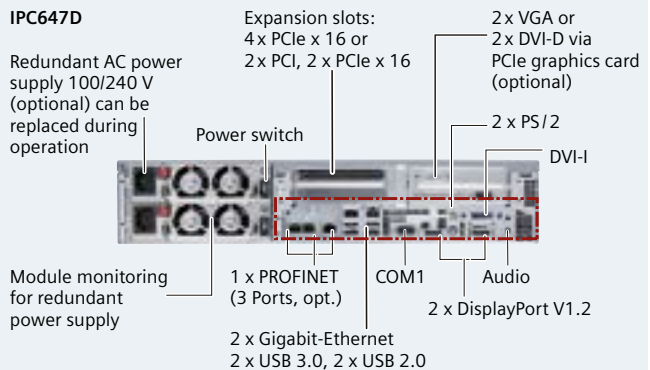 IPC647D
Redundant AC power
supply 100/240 V
(optional) can be
replaced during
operation
Power switch
Expansion slots:
4 x PCIe x 16 or
2 x PCI, 2 x PCIe x 16
2 x VGA or
2 x DVI-D via
PCIe graphics card
(optional)
2 x PS/2
DVI-I
Module monitoring
for redundant
power supply
1 x PROFINET
(3 Ports, opt.)
2 x Gigabit-Ethernet
2 x USB 3.0, 2 x USB 2.0
COM1
Audio
2 x DisplayPort V1.2